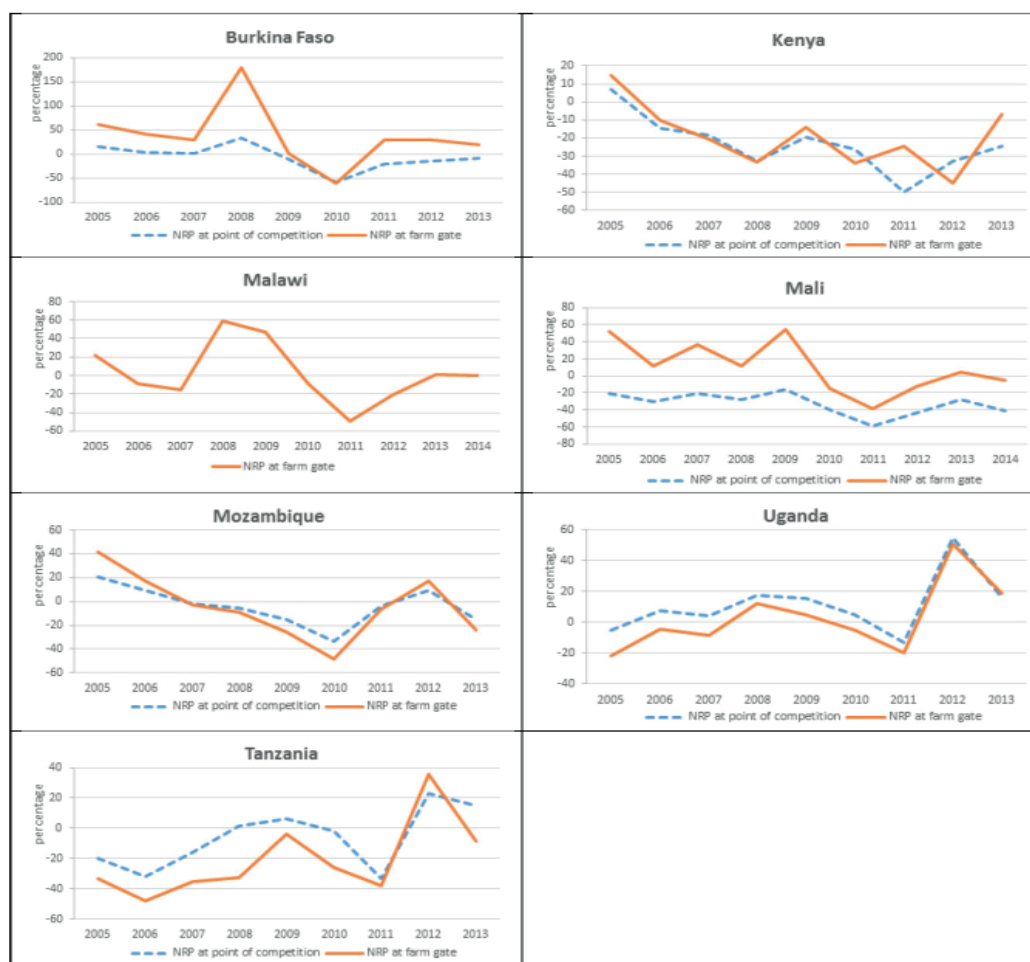 Burkina Faso
percentage
200
150
100
50
0
-50
-100
2005 2006 2007 2008 2009 2010 2011 2012 2013
NRP at point of competition NRP at farm gate
Kenya
percentage
20
10
0
-10
-20
-30
-40
-50
-60
2005 2006 2007 2008 2009 2010 2011 2012 2013
NRP at point of competition NRP at farm gate
Malawi
percentage
80
60
40
20
0
-20
-40
-60
2005 2006 2007 2008 2009 2010 2011 2012 2013 2014
NRP at farm gate
Mali
percentage
80
60
40
20
0
-20
-40
-60
-80
2005 2006 2007 2008 2009 2010 2011 2012 2013 2014
NRP at point of competition NRP at farm gate
Mozambique
percentage
60
40
20
0
-20
-40
-60
2005 2006 2007 2008 2009 2010 2011 2012 2013
NRP at point of competition NRP at farm gate
Uganda
percentage
60
40
20
0
-20
-40
2005 2006 2007 2008 2009 2010 2011 2012 2013
NRP at point of competition NRP at farm gate
Tanzania
percentage
40
20
0
-20
-40
-60
2005 2006 2007 2008 2009 2010 2011 2012 2013
NRP at point of competition NRP at farm gate